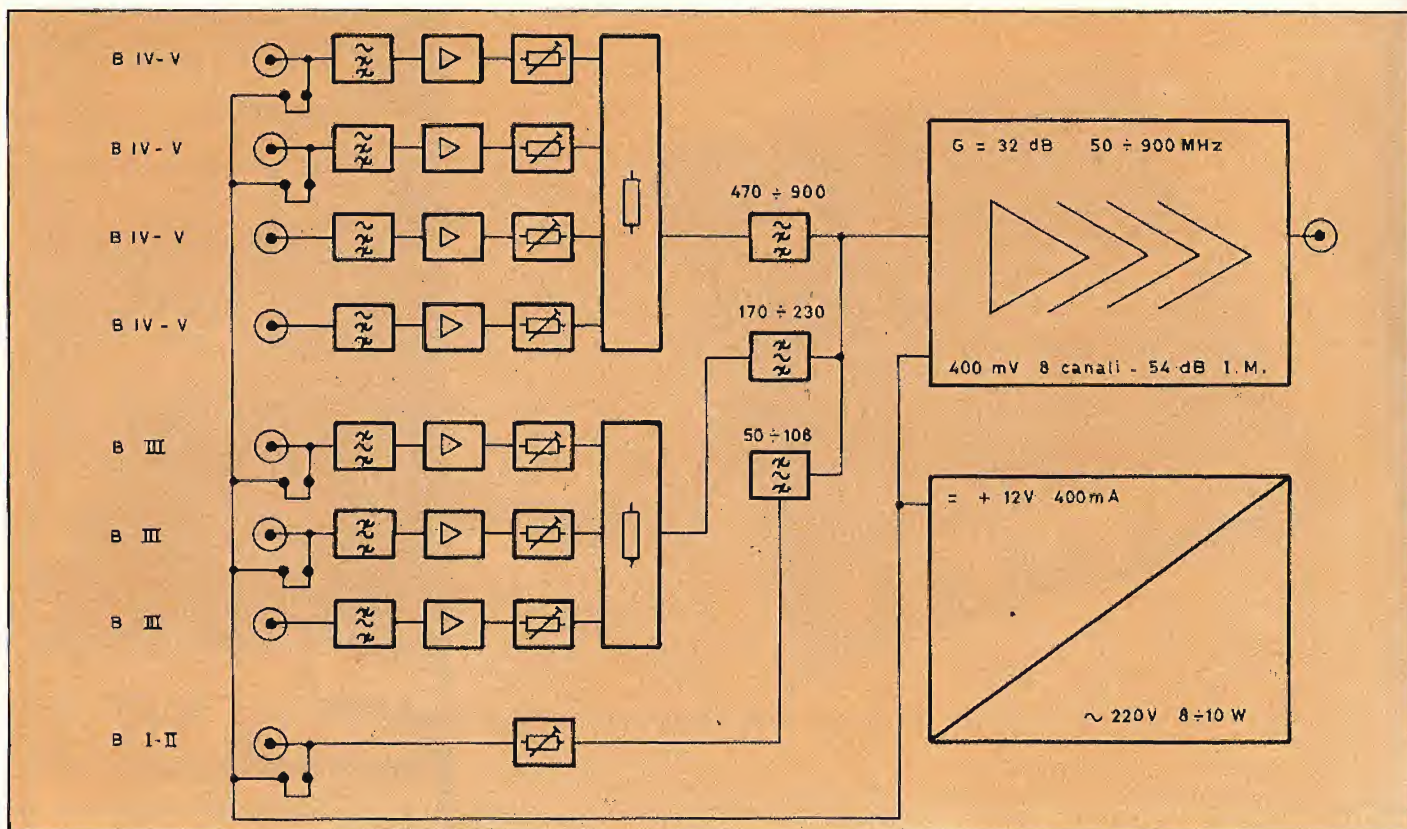 B IV-V
B IV-V
B IV-V
B IV-V
B III
B III
B III
B I-II
470 ÷ 900
170 ÷ 230
50 ÷ 108
G = 32 dB 50 ÷ 900 MHz
400 mV 8 canali - 54 dB I.M.
= + 12V 400mA
~ 220V 8÷10 W